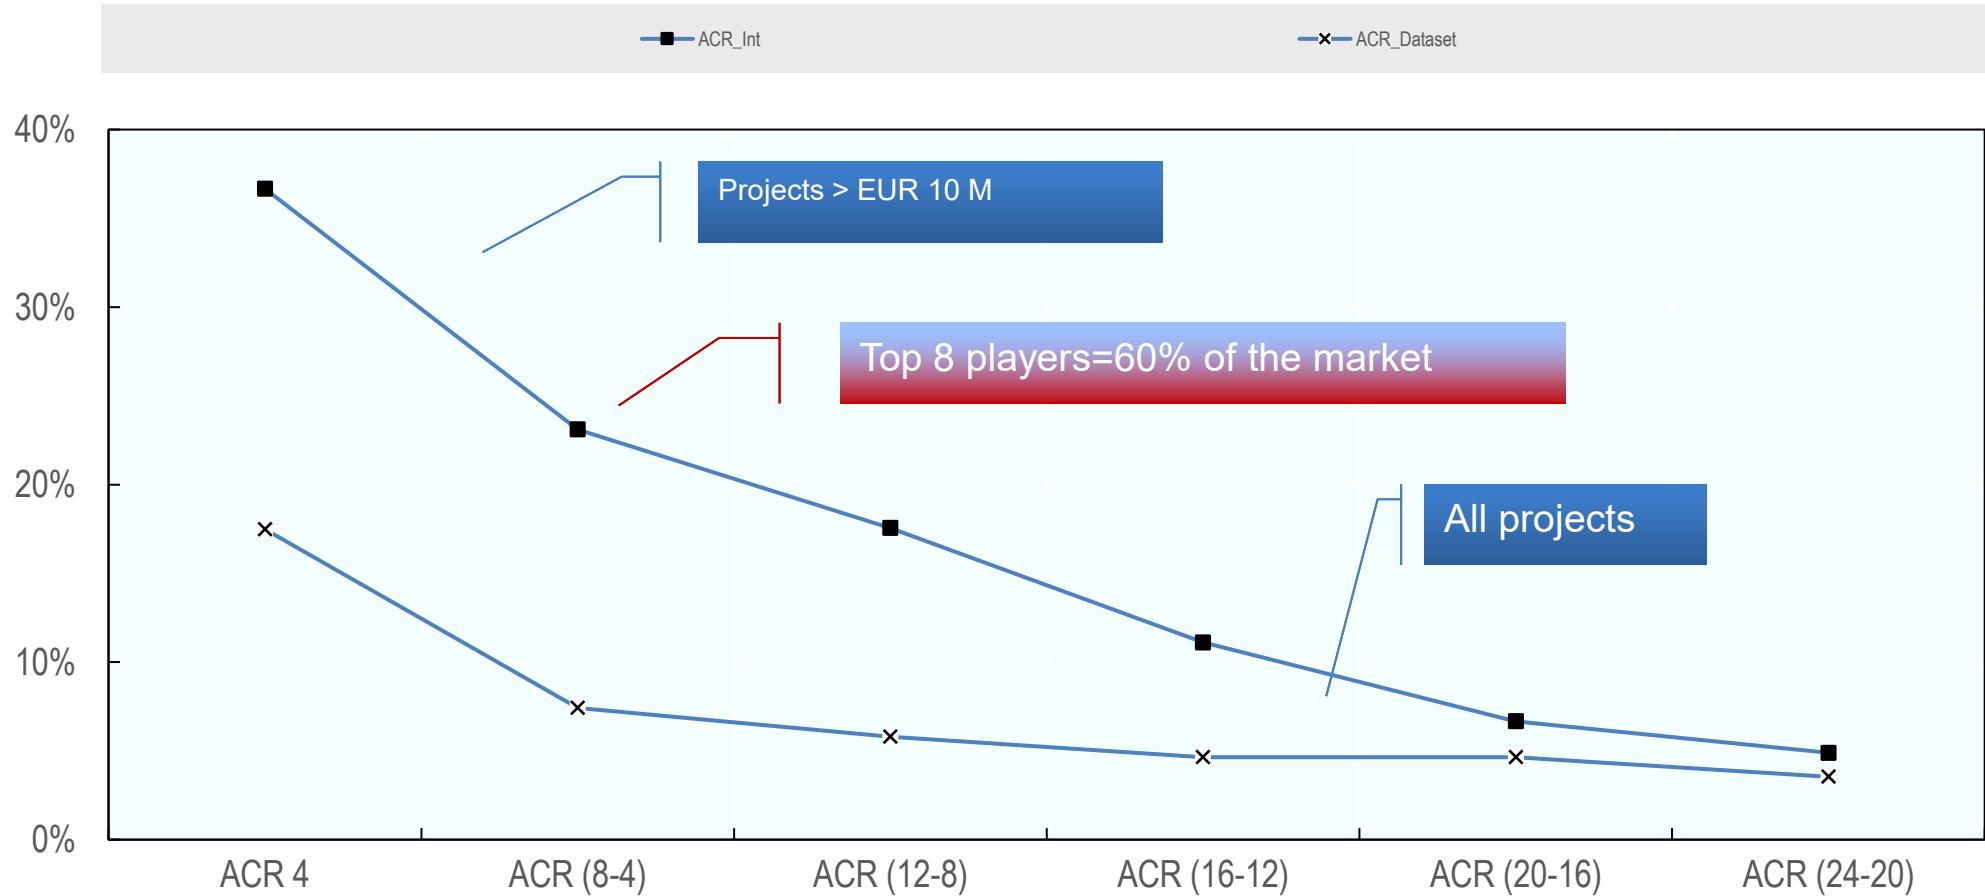 ACR_Int
ACR_Dataset
40%
30%
20%
10%
0%
Projects > EUR 10 M
Top 8 players=60% of the market
All projects
ACR 4
ACR (8-4)
ACR (12-8)
ACR (16-12)
ACR (20-16)
ACR (24-20)